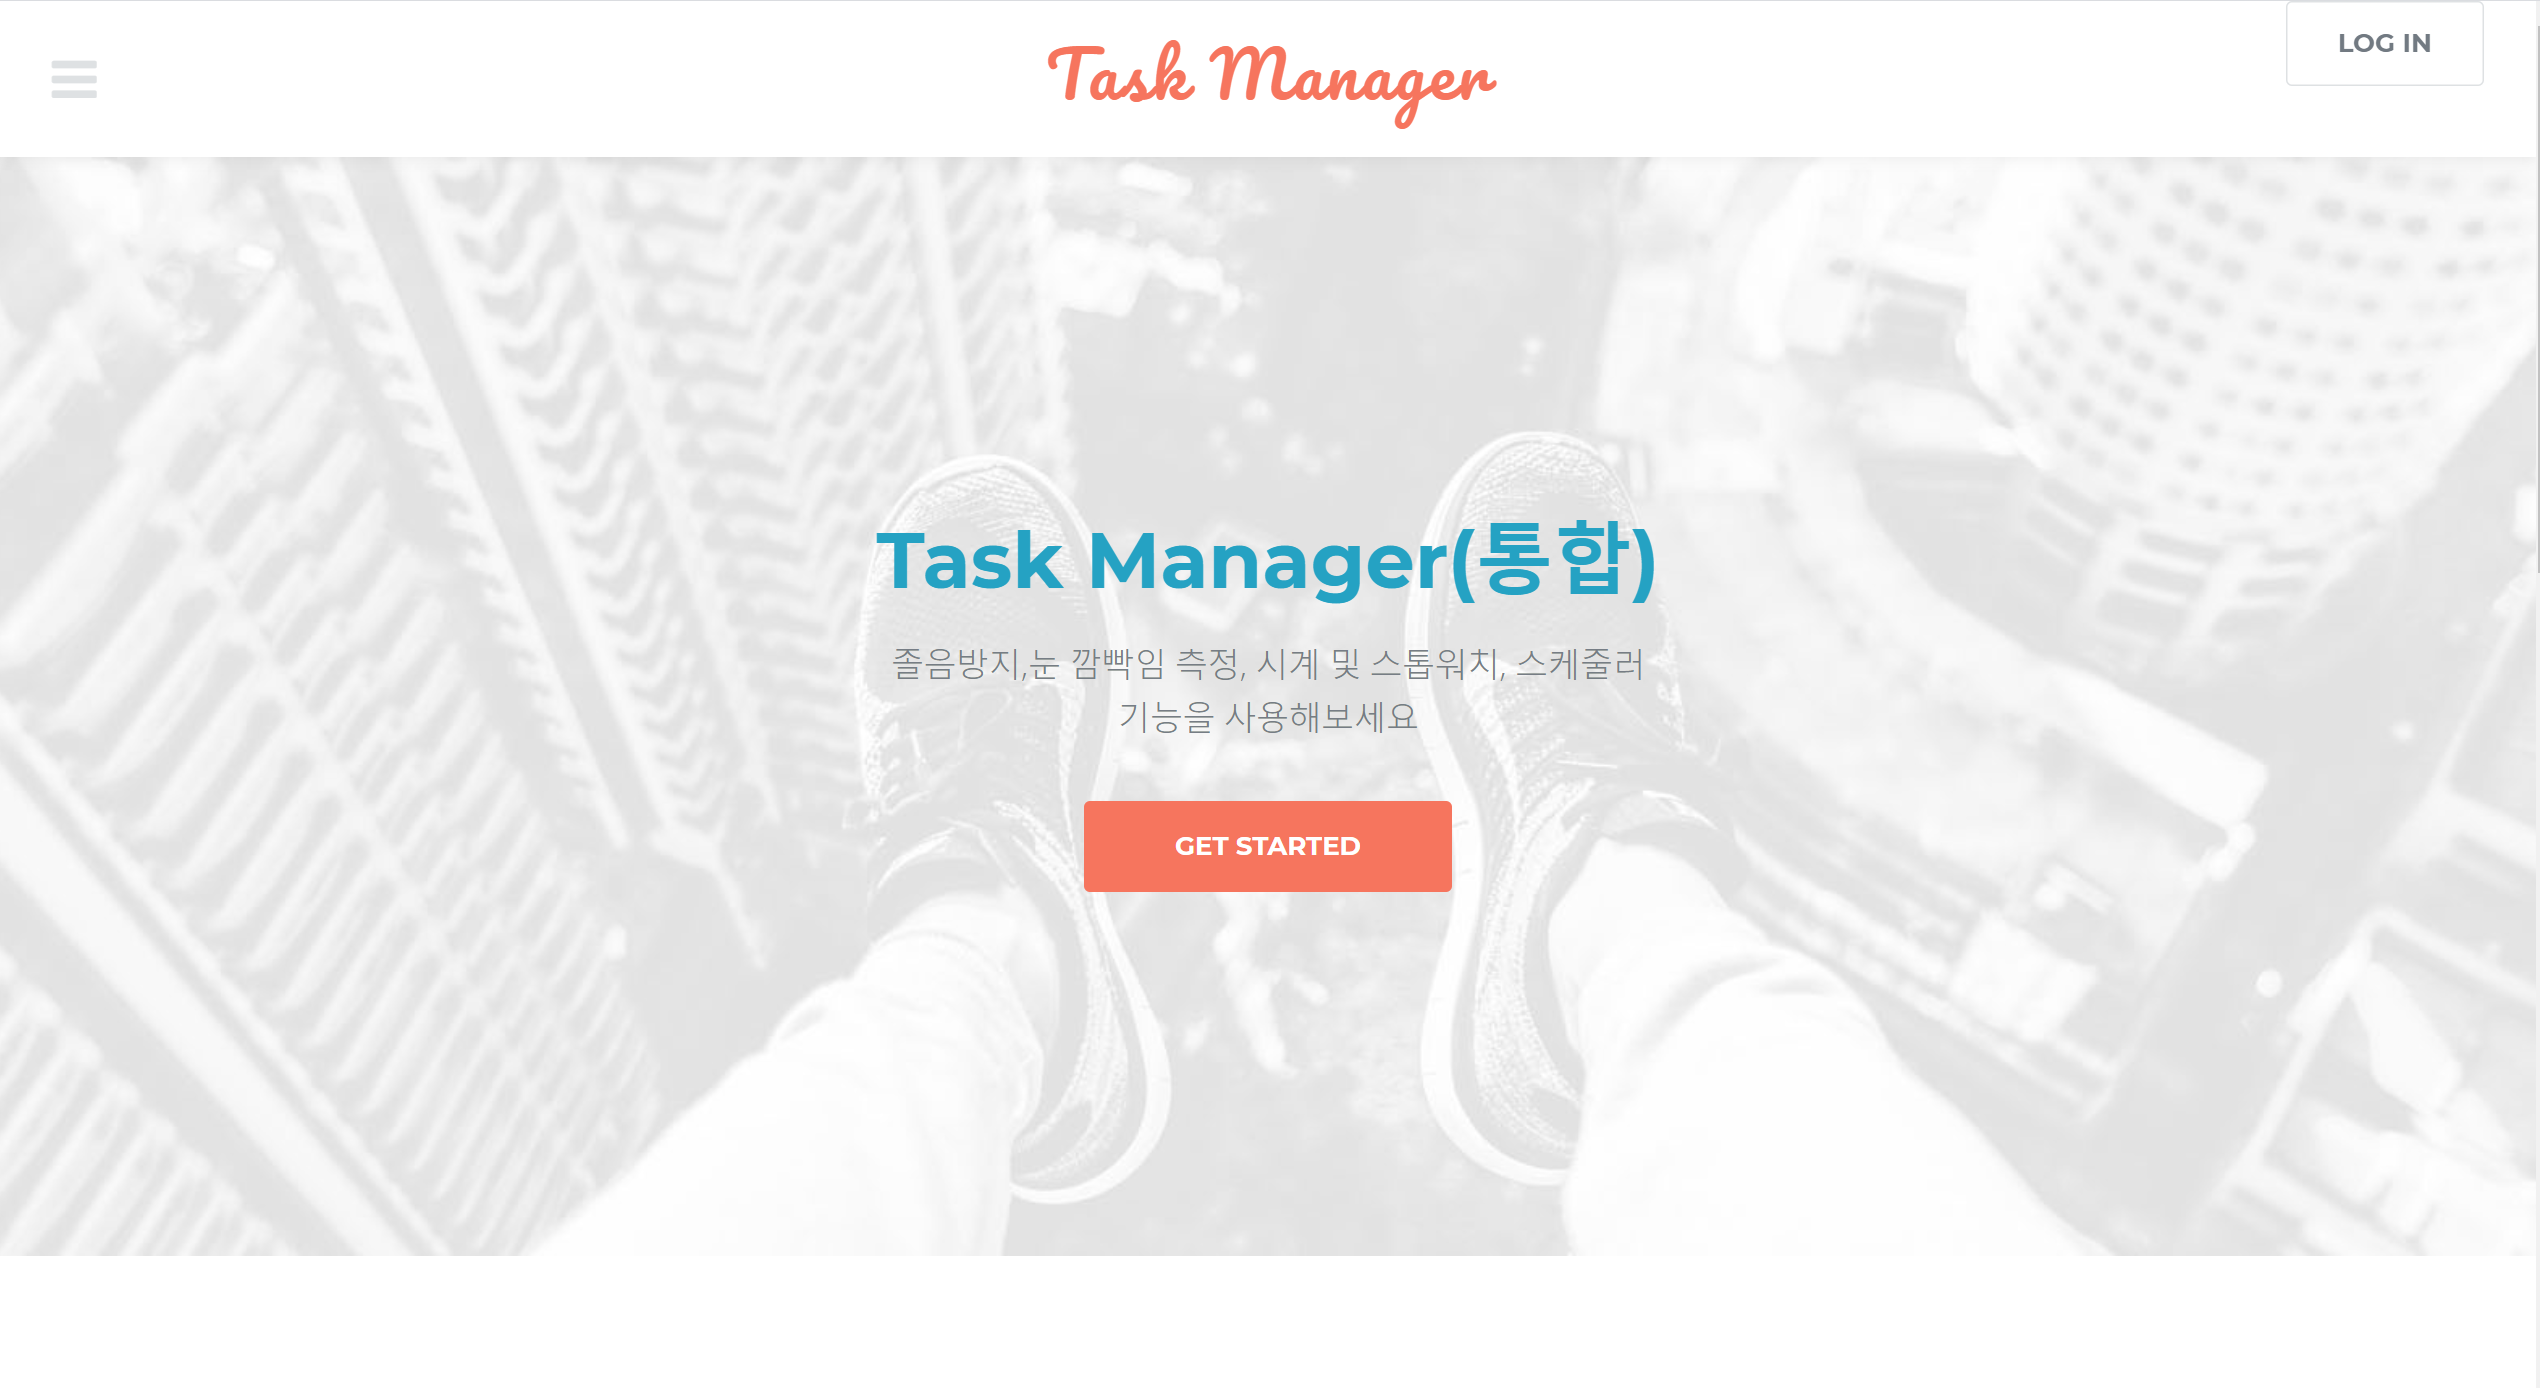 Task Manager
LOG IN
Task Manager(통합)
졸음방지,눈 깜빡임 측정, 시계 및 스톱워치, 스케줄러
기능을 사용해보세요
GET STARTED